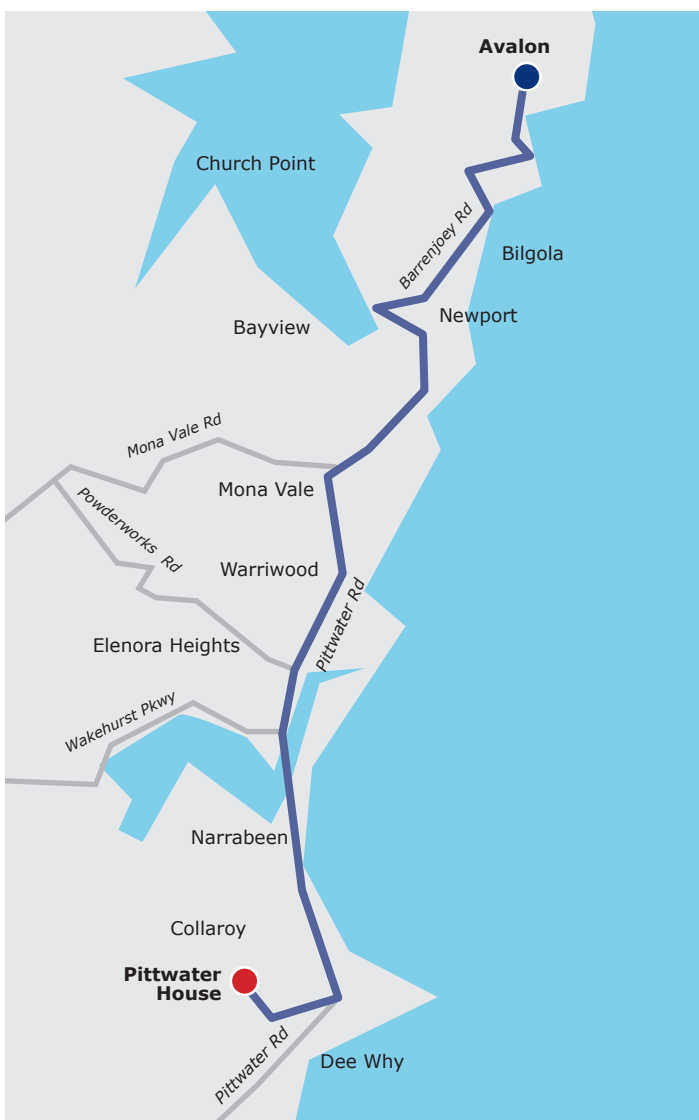 Avalon
Church Point
Barrenjoey Rd
Bilgola
Newport
Bayview
Mona Vale Rd
Mona Vale
Powderworks Rd
Warriwood
Pittwater Rd
Elenora Heights
Wakehurst Pkwy
Narrabeen
Collaroy
Pittwater
House
Pittwater Rd
Dee Why